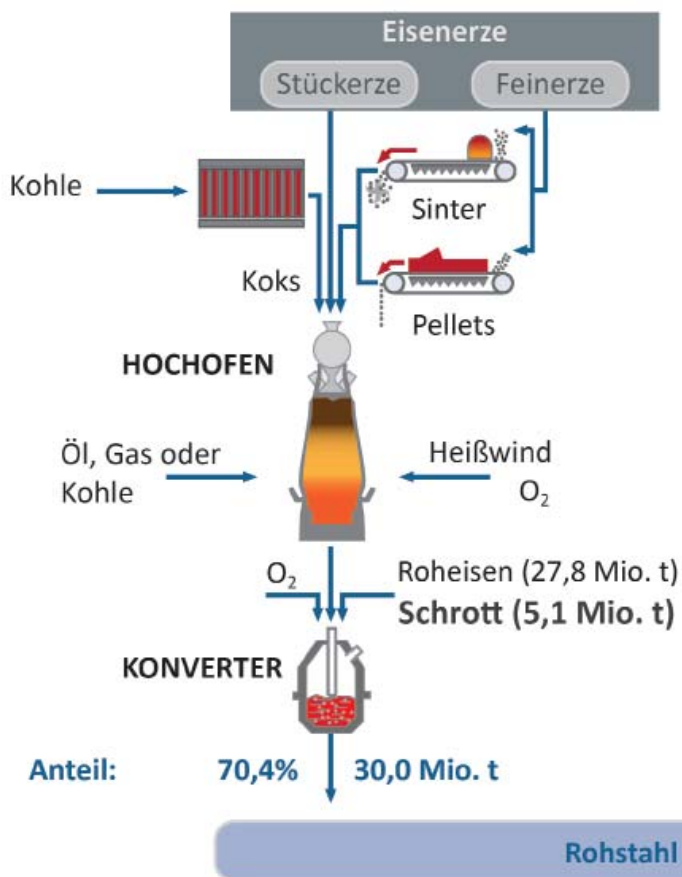 Eisenerze
Stückerze
Feinerze
Kohle
Sinter
Koks
Pellets
HOCHOFEN
Öl, Gas oder
Kohle
Heißwind
O₂
O₂
Roheisen (27,8 Mio. t)
Schrott (5,1 Mio. t)
KONVERTER
Anteil: 70,4% 30,0 Mio. t
Rohstahl